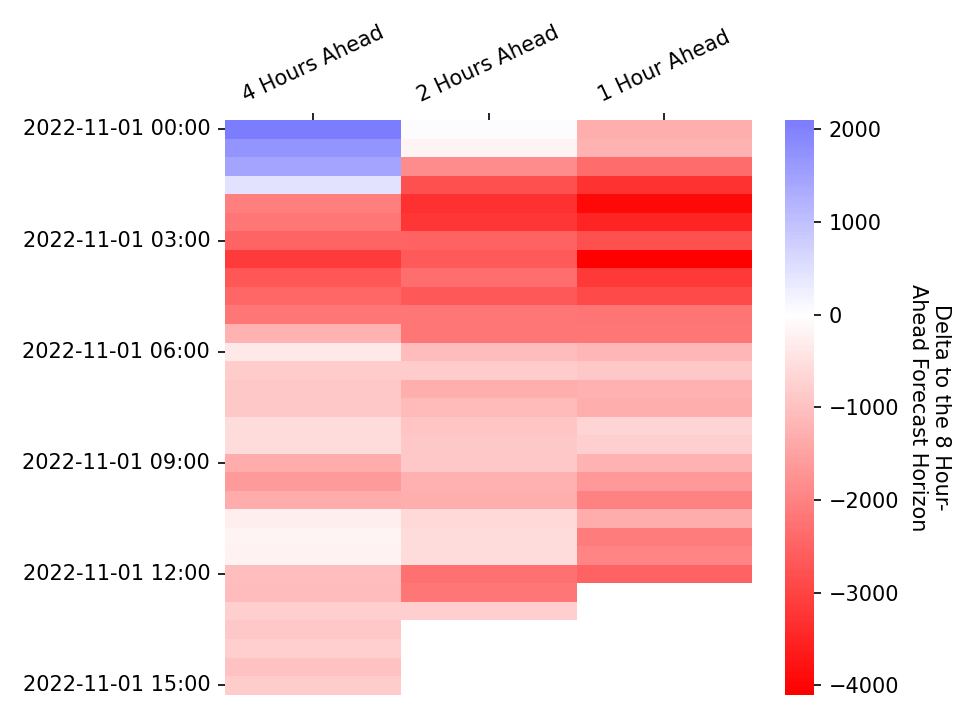 4 Hours Ahead
2 Hours Ahead
1 Hour Ahead
2022-11-01 00:00
2022-11-01 03:00
2022-11-01 06:00
2022-11-01 09:00
2022-11-01 12:00
2022-11-01 15:00
2000
1000
0
−1000
−2000
−3000
−4000
Delta to the 8 Hour-
Ahead Forecast Horizon